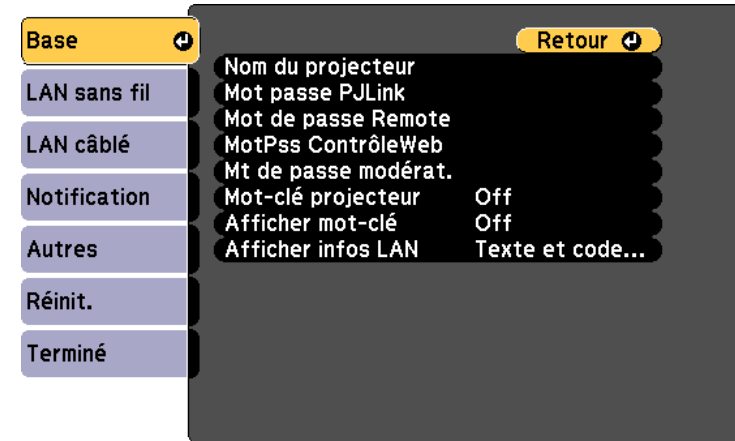 Base
LAN sans fil
LAN câblé
Notification
Autres
Réinit.
Terminé
Retour
Nom du projecteur
Mot passe PJLink
Mot de passe Remote
MotPss ContrôleWeb
Mt de passe modérat.
Mot-clé projecteur Off
Afficher mot-clé Off
Afficher infos LAN Texte et code...